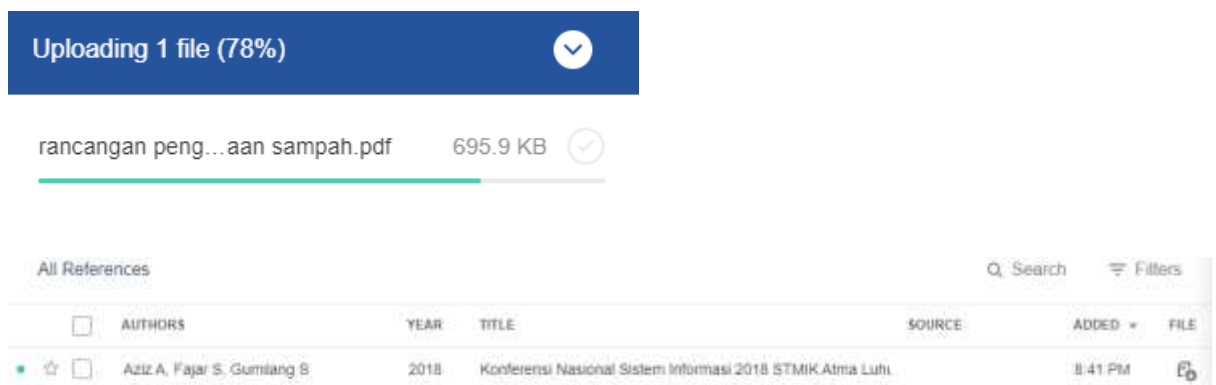 Uploading 1 file (78%)
rancangan peng...aan sampah.pdf 695.9 KB
All References Search Filters
AUTHORS YEAR TITLE SOURCE ADDED FILE
Aziz A, Fajar S, Gumilang S 2018 Konferensi Nasional Sistem Informasi 2018 STMIK Atma Luhu 8:41 PM